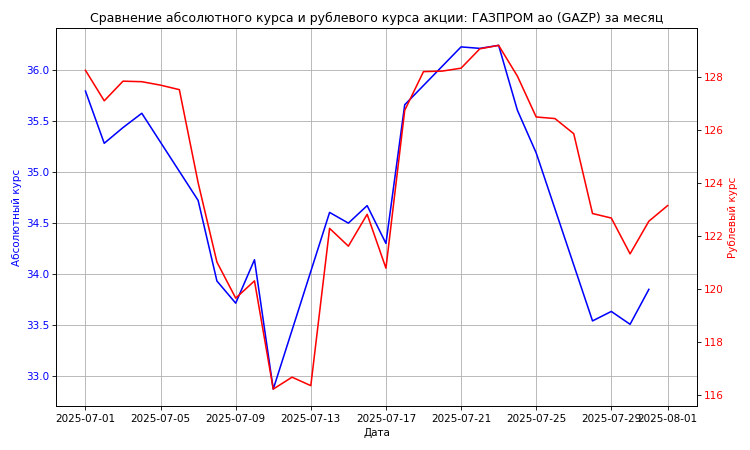 Сравнение абсолютного курса и рублевого курса акции: ГАЗПРОМ ао (GAZP) за месяц
Абсолютный курс
36.0
35.5
35.0
34.5
34.0
33.5
33.0
128
126
124
122
120
118
116
Рублевый курс
2025-07-01 2025-07-05 2025-07-09 2025-07-13 2025-07-17 2025-07-21 2025-07-25 2025-07-29 2025-08-01
Дата